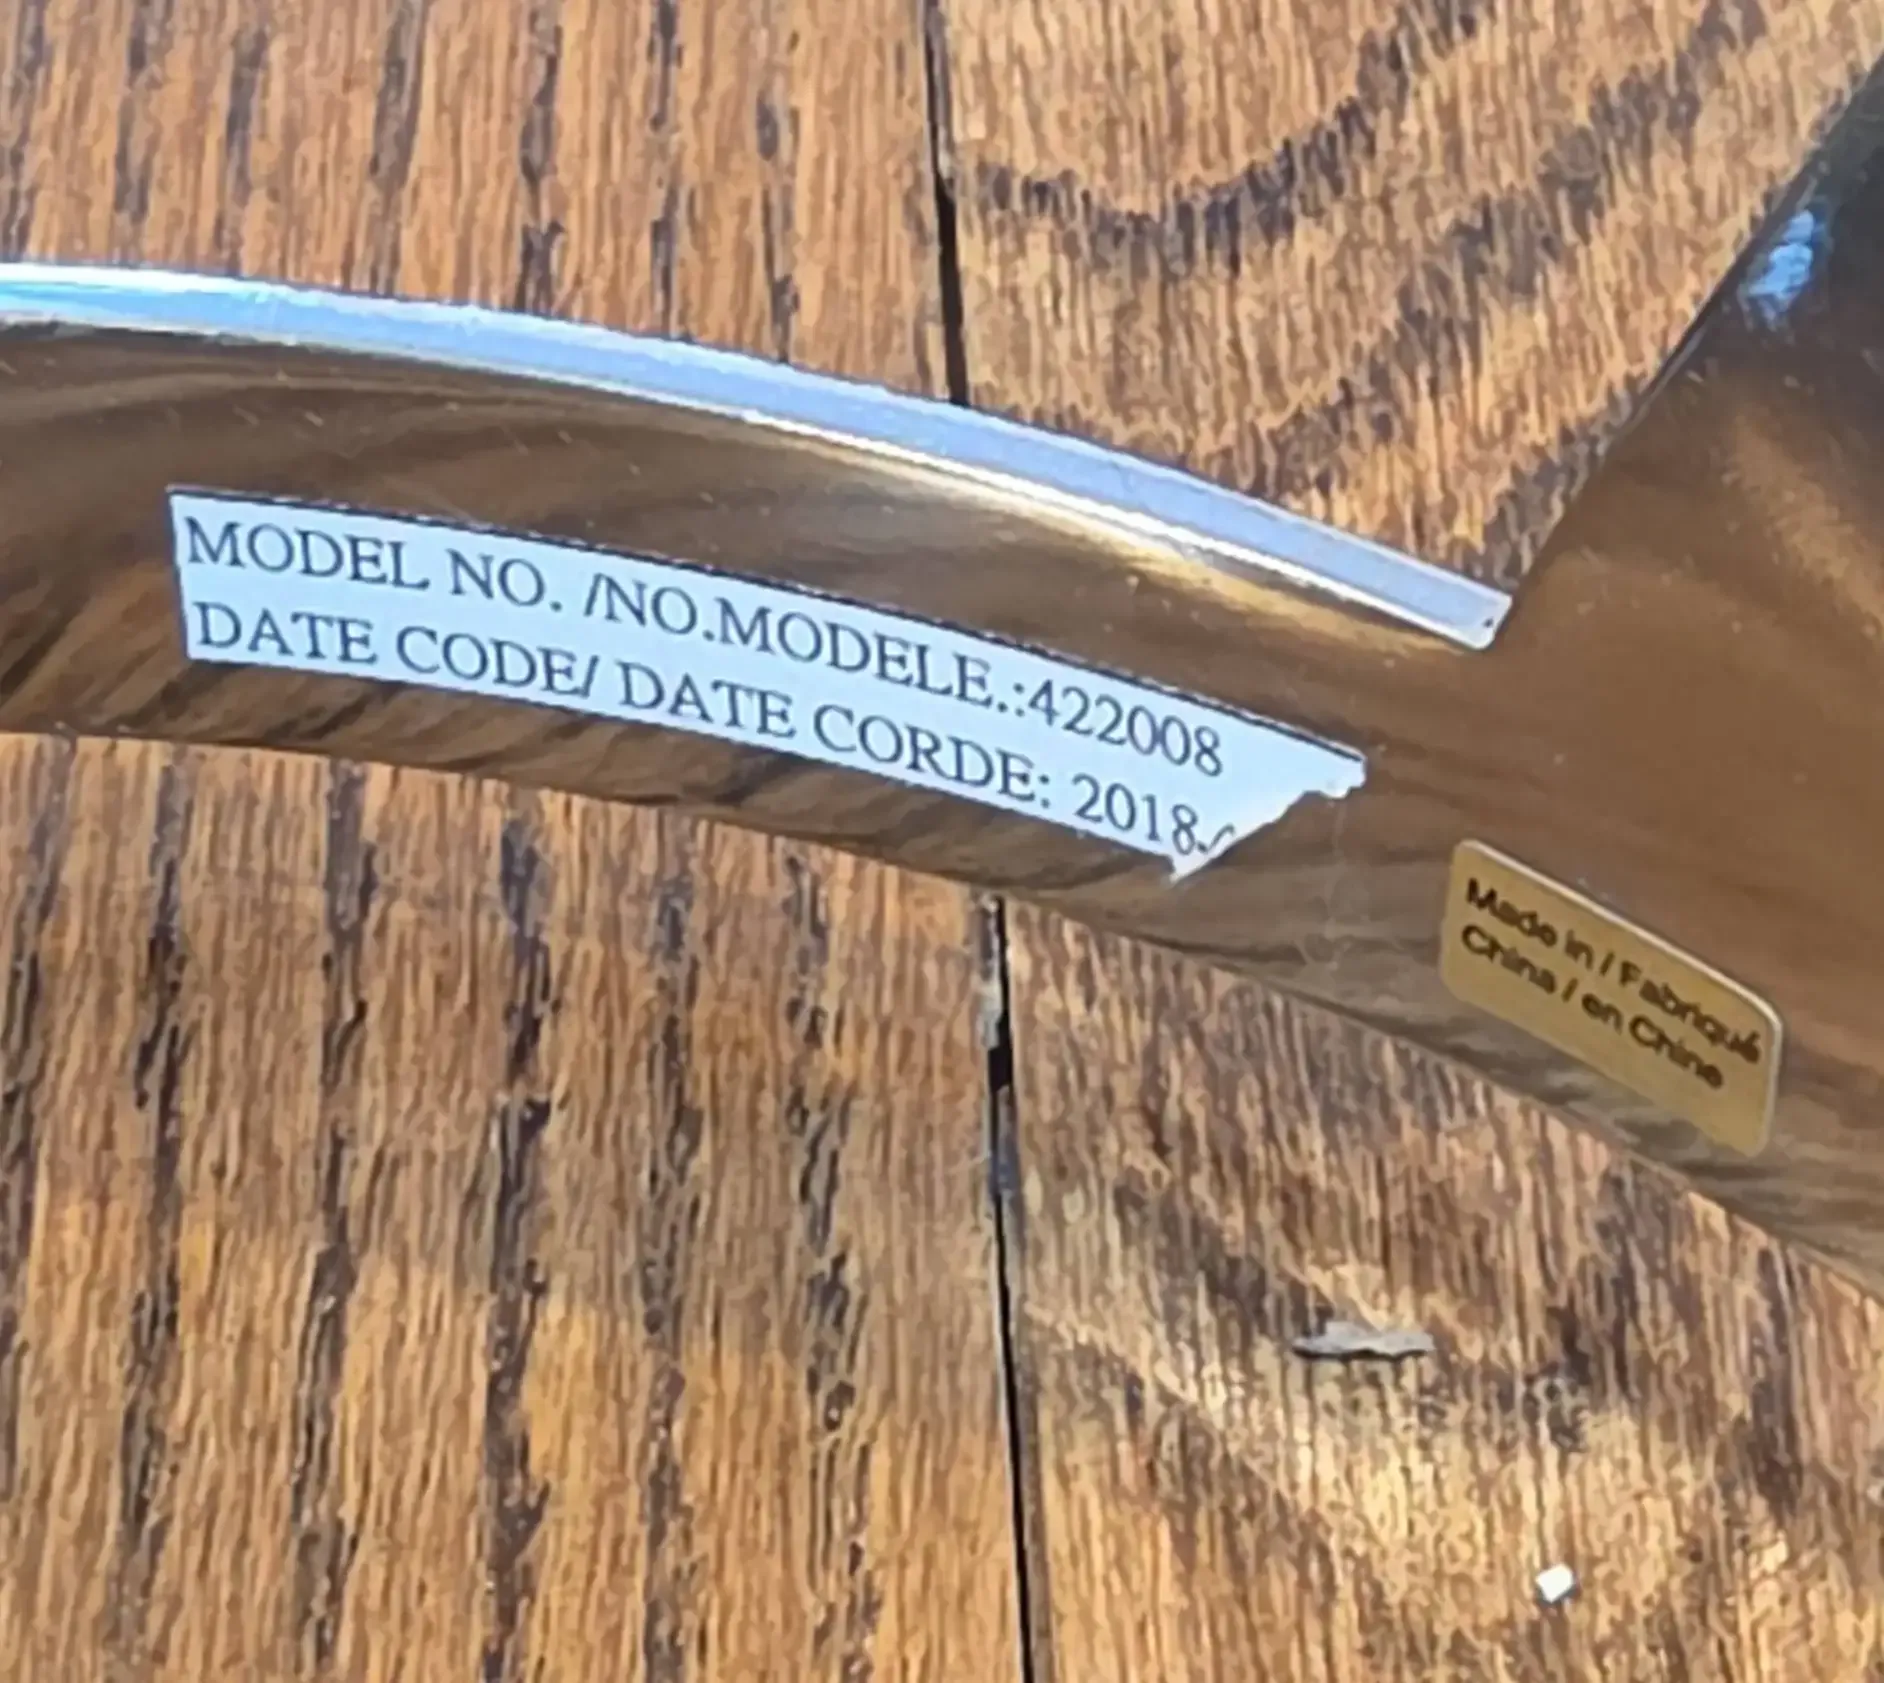 MODEL NO. /NO.MODELE.:422008
DATE CODE/ DATE CORDE: 2018
Made in / Fabriqué
China / en Chine